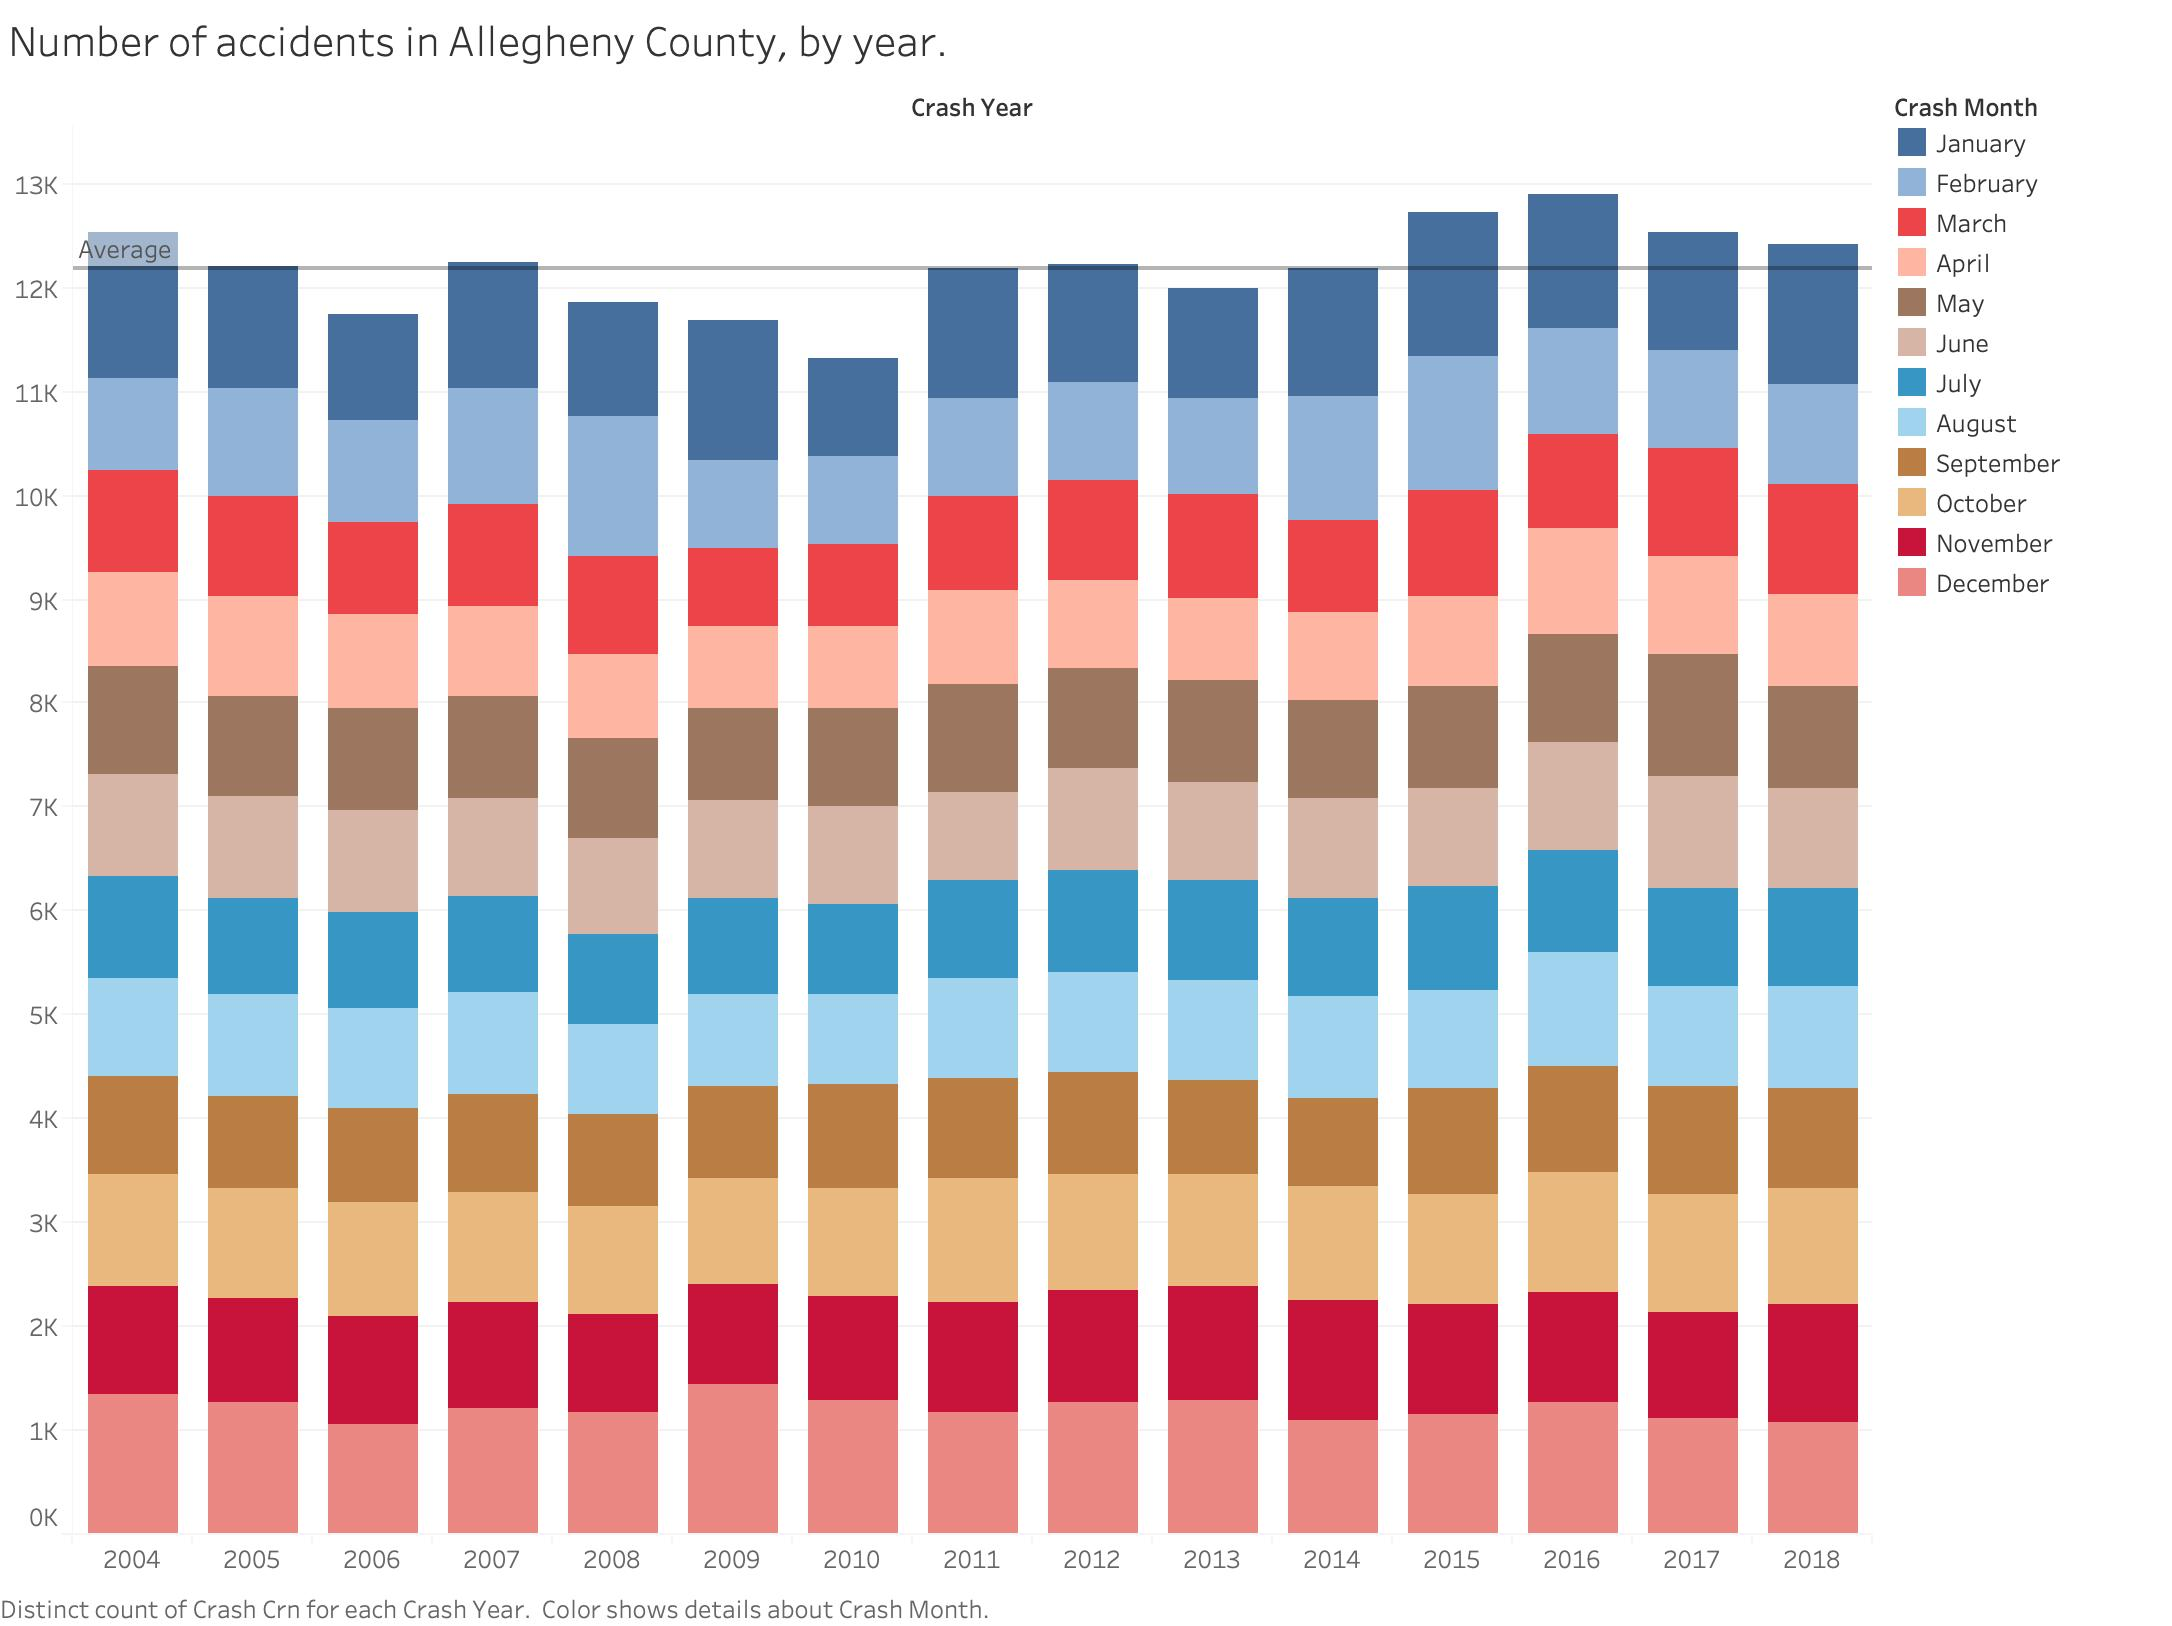 Number of accidents in Allegheny County, by year.
Crash Year
Crash Month
January
February
March
April
May
June
July
August
September
October
November
December
13K
Average
12K
11K
10K
9K
8K
7K
6K
5K
4K
3K
2K
1K
0K
2004 2005 2006 2007 2008 2009 2010 2011 2012 2013 2014 2015 2016 2017 2018
Distinct count of Crash Crn for each Crash Year. Color shows details about Crash Month.